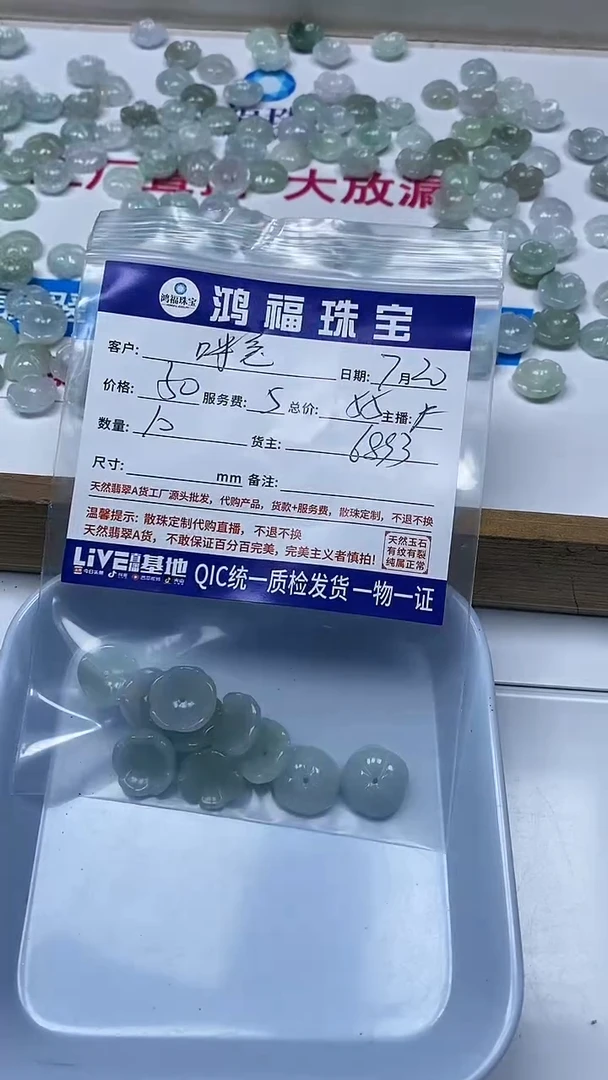 大放漏
鸿福珠宝 鸿福珠宝
客户: 日期: 7月20
价格: 50 服务费: 5 总价: 55 主播:
数量: 10 货主: 6893
尺寸: mm 备注:
天然翡翠A货工厂源头批发，代购产品，货款+服务费，散珠定制，不退不换
温馨提示: 散珠定制代购直播，不退不换
天然翡翠A货，不敢保证百分百完美，完美主义者慎拍!
天然玉石
有纹有裂
纯属正常
LIVE直播基地 QIC统一质检发货 一物一证
今日头条